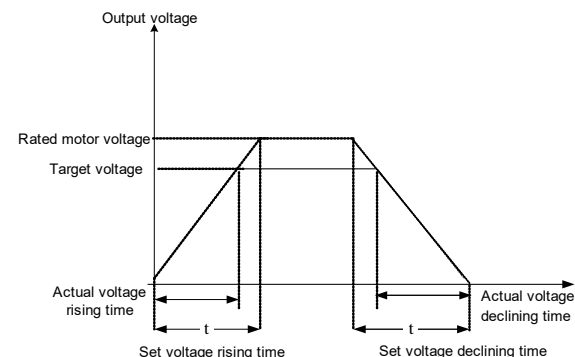 Output voltage
Rated motor voltage
Target voltage
Actual voltage
rising time
Actual voltage
declining time
t
t
Set voltage rising time
Set voltage declining time